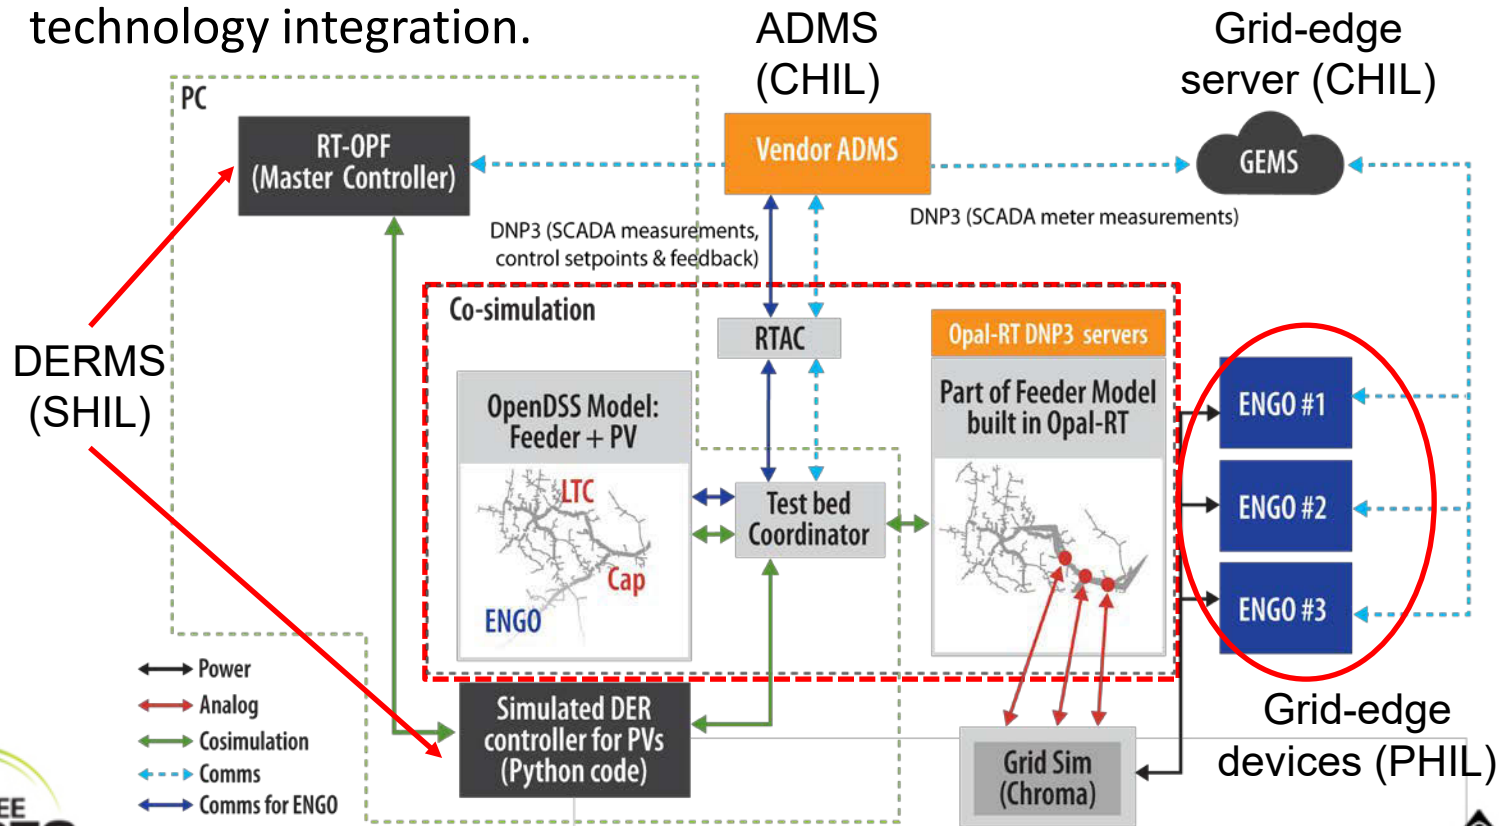 technology integration.
ADMS
(CHIL)
Grid-edge
server (CHIL)
PC
RT-OPF
(Master Controller)
Vendor ADMS
GEMS
DNP3 (SCADA measurements,
control setpoints & feedback)
DNP3 (SCADA meter measurements)
DERMS
(SHIL)
Co-simulation
RTAC
Opal-RT DNP3 servers
OpenDSS Model:
Feeder + PV
LTC
Cap
ENGO
Test bed
Coordinator
Part of Feeder Model
built in Opal-RT
ENGO #1
ENGO #2
ENGO #3
Power
Analog
Cosimulation
Comms
Comms for ENGO
Simulated DER
controller for PVs
(Python code)
Grid Sim
(Chroma)
Grid-edge
devices (PHIL)